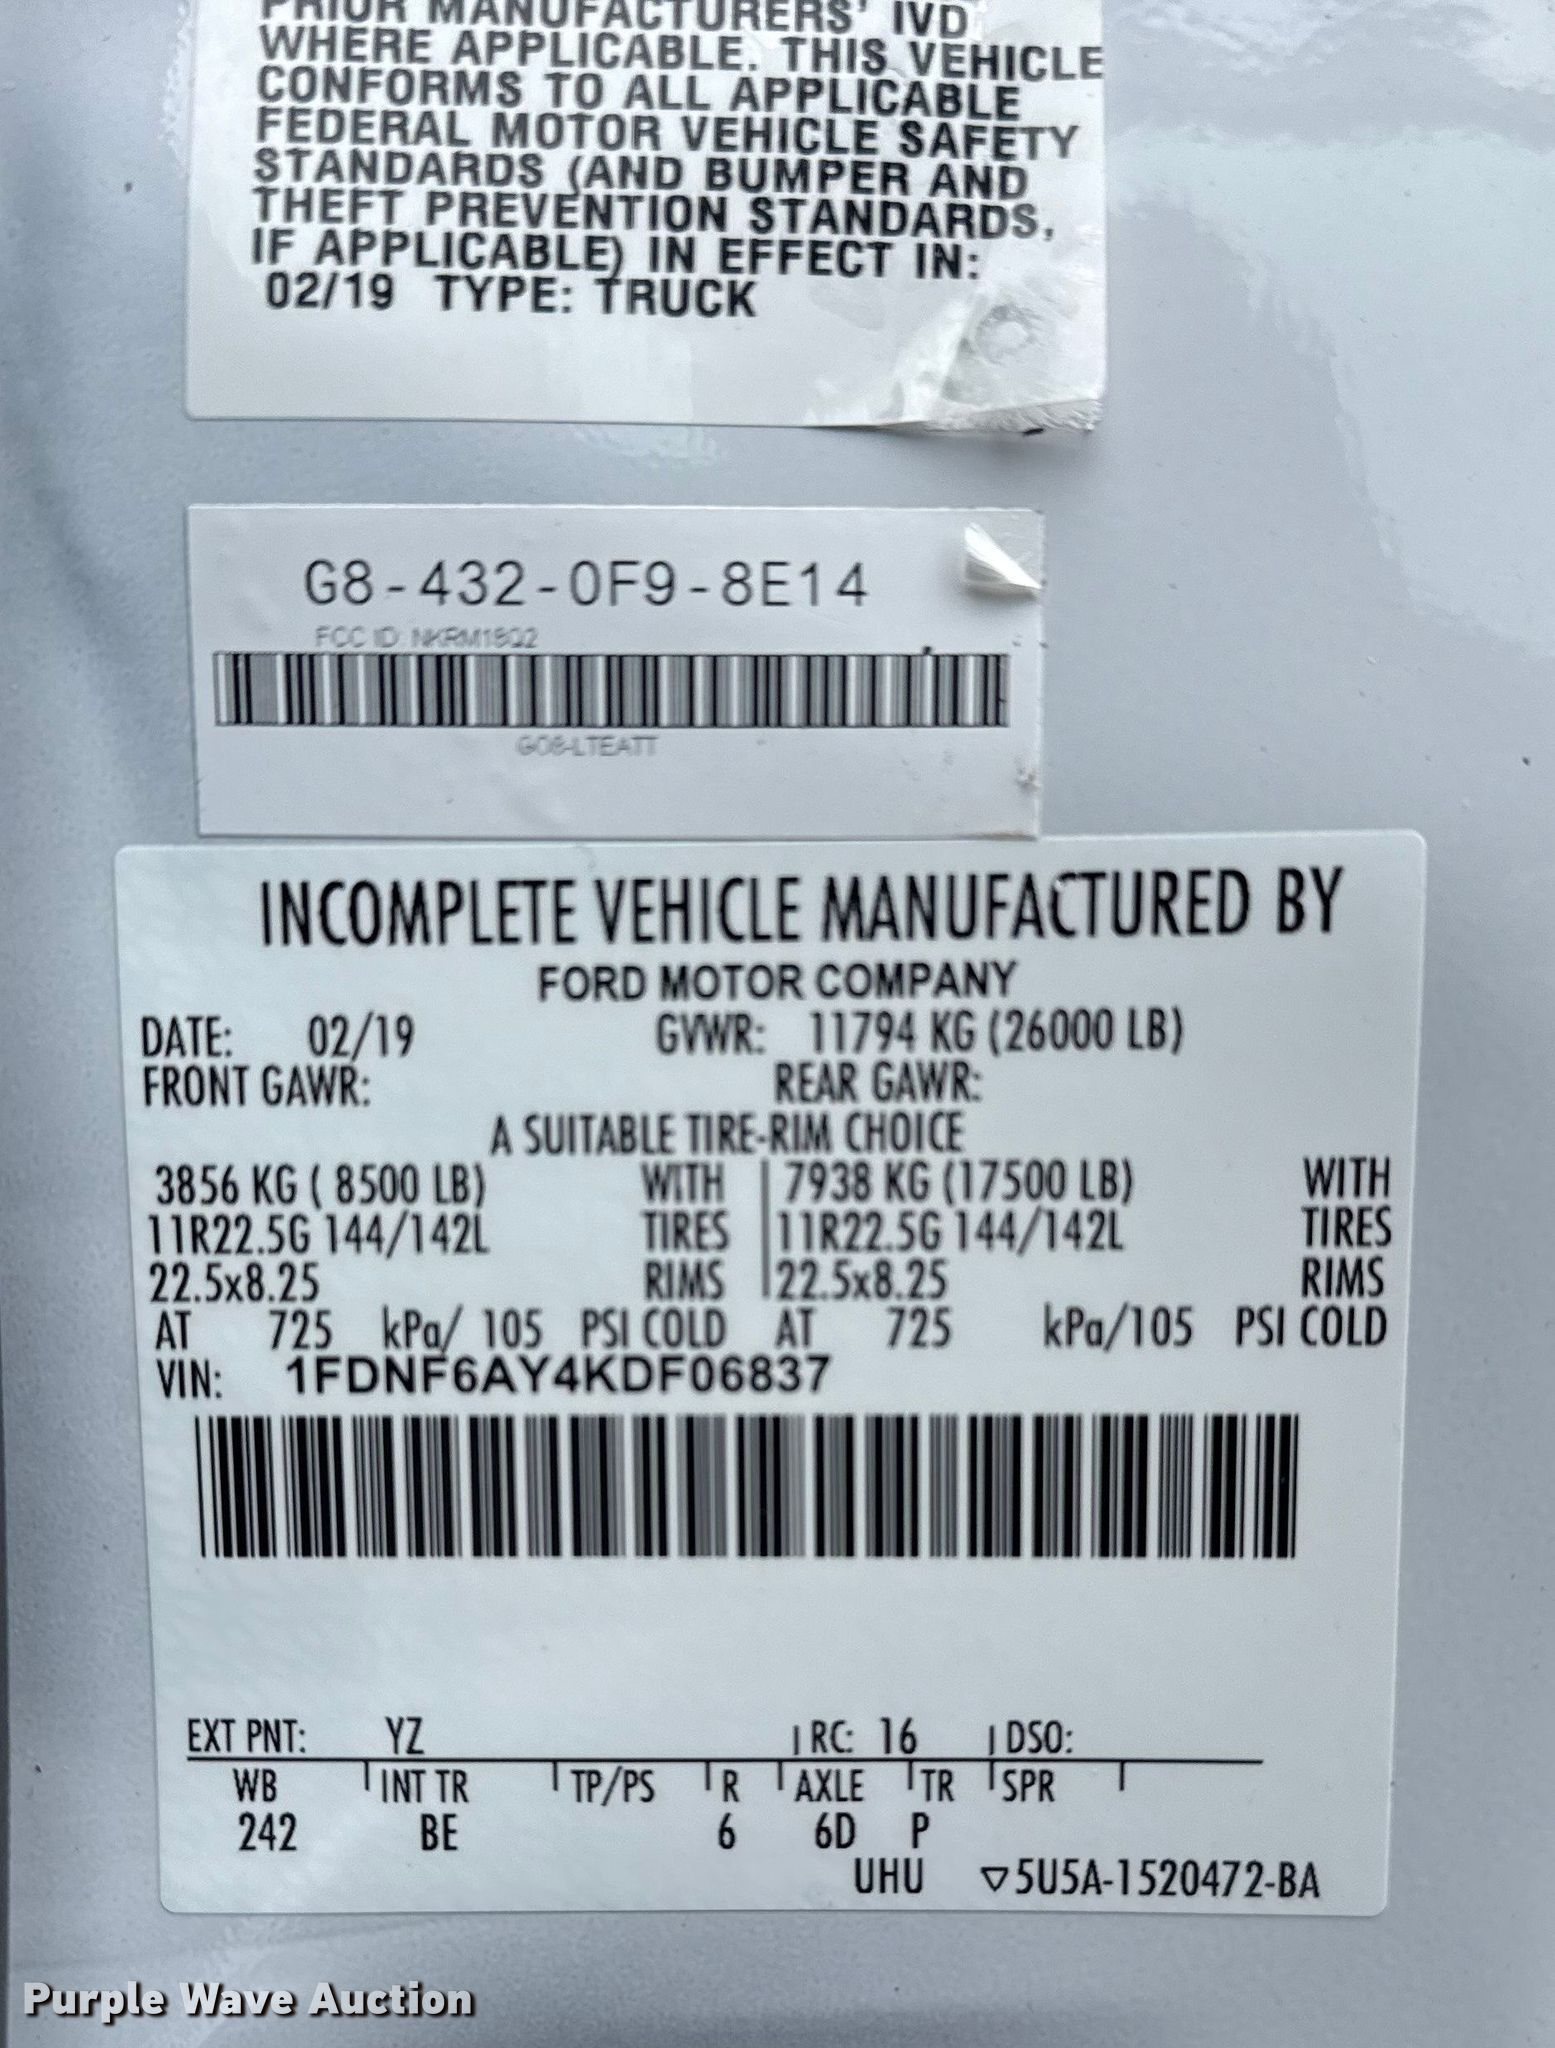 PRIOR MANUFACTURERS' IVD
WHERE APPLICABLE. THIS VEHICLE
CONFORMS TO ALL APPLICABLE
FEDERAL MOTOR VEHICLE SAFETY
STANDARDS (AND BUMPER AND
THEFT PREVENTION STANDARDS,
IF APPLICABLE) IN EFFECT IN:
02/19 TYPE: TRUCK
G8-432-0F9-8E14
FCC ID: NKRM18Q2
GO8-LTEATT
INCOMPLETE VEHICLE MANUFACTURED BY
FORD MOTOR COMPANY
DATE: 02/19 GVWR: 11794 KG (26000 LB)
FRONT GAWR: REAR GAWR:
A SUITABLE TIRE-RIM CHOICE
3856 KG ( 8500 LB) WITH 7938 KG (17500 LB) WITH
11R22.5G 144/142L TIRES 11R22.5G 144/142L TIRES
22.5x8.25 RIMS 22.5x8.25 RIMS
AT 725 kPa/ 105 PSI COLD AT 725 kPa/105 PSI COLD
VIN: 1FDNF6AY4KDF06837
EXT PNT: YZ RC: 16 DSO:
WB INT TR TP/PS R AXLE TR SPR
242 BE 6 6D P
UHU ▽5U5A-1520472-BA
Purple Wave Auction